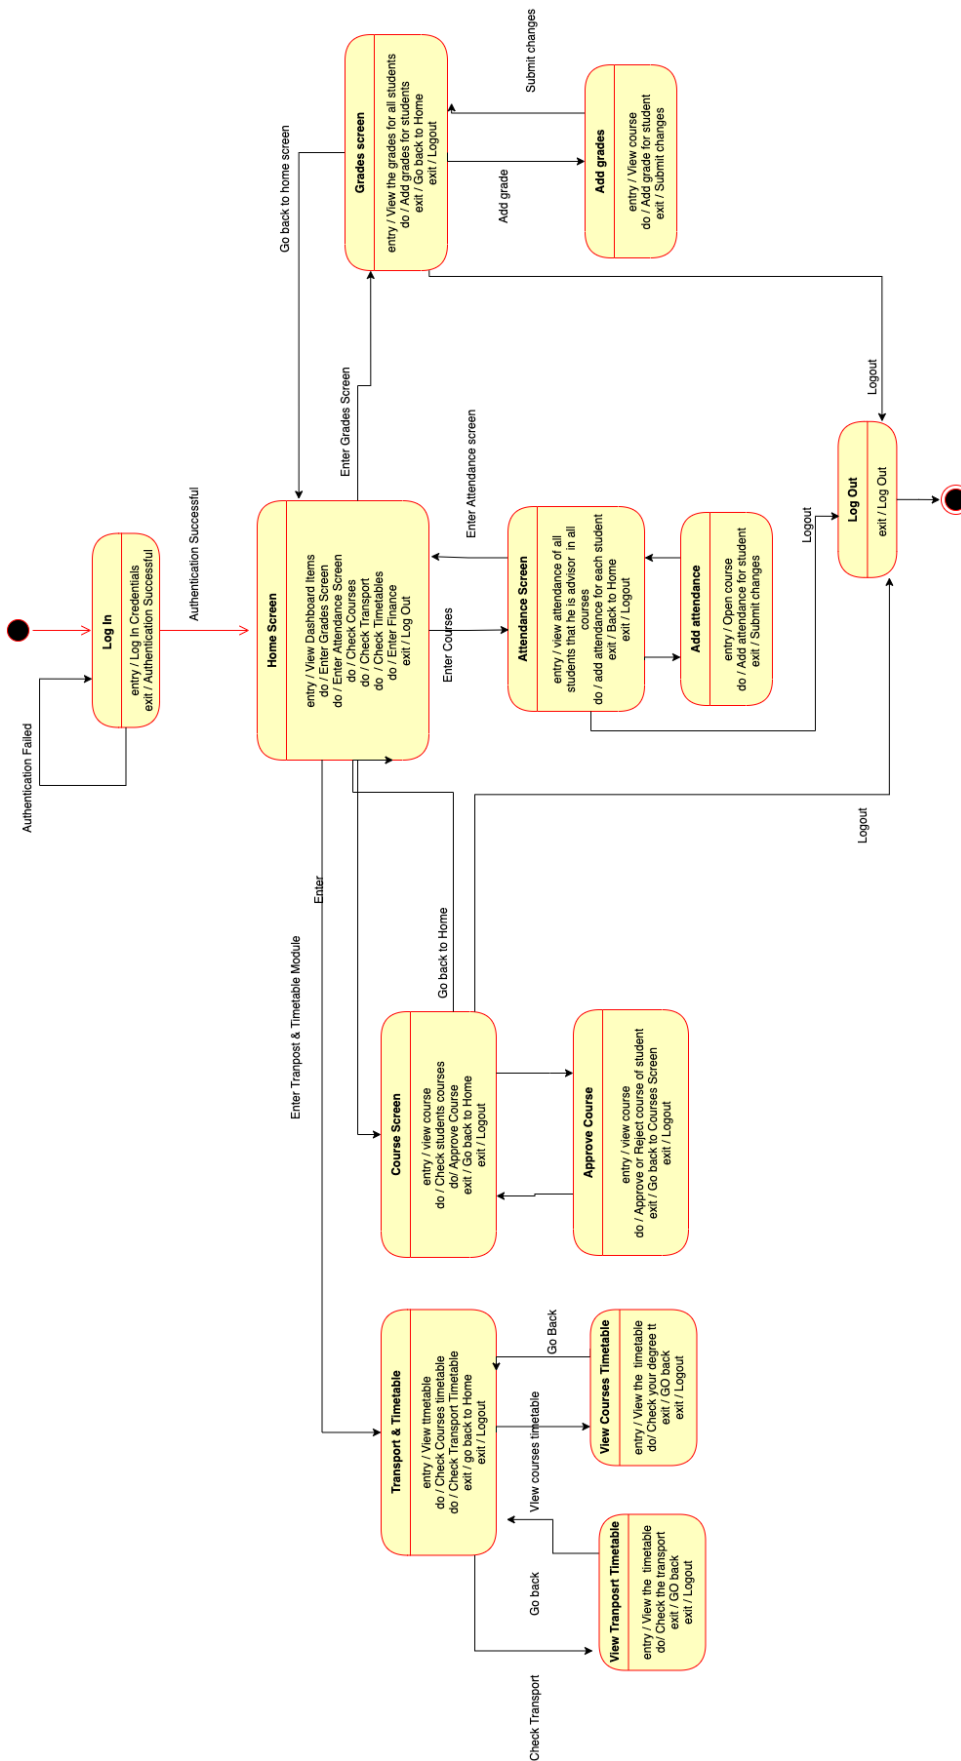 Authentication Failed
Log In
entry / Log In Credentials
exit / Authentication Successful
Authentication Successful
Go back to home screen
Submit changes
Grades screen
entry / View the grades for all students
do / Add grades for students
exit / Go back to Home
exit / Logout
Add grade
Add grades
entry / View course
do / Add grade for student
exit / Submit changes
Enter Grades Screen
Home Screen
entry / View Dashboard Items
do / Enter Grades Screen
do / Enter Attendance Screen
do / Check Courses
do / Check Transport
do / Check Timetables
do / Enter Finance
exit / Log Out
Enter Attendance screen
Enter Courses
Attendance Screen
entry / view attendance of all
students that he is advisor in all
courses
do / add attendance for each student
exit / Back to Home
exit / Logout
Add attendance
entry / Open course
do / Add attendance for student
exit / Submit changes
Logout
Logout
Log Out
exit / Log Out
Logout
Enter
Enter Tranpost & Timetable Module
Go back to Home
Course Screen
entry / view course
do / Check students courses
do/ Approve Course
exit / Go back to Home
exit / Logout
Approve Course
entry / view course
do / Approve or Reject course of student
exit / Go back to Courses Screen
exit / Logout
Transport & Timetable
entry / View ttmetable
do / Check Courses timetable
do / Check Transport Timetable
exit / go back to Home
exit / Logout
Go Back
VIew courses timetable
View Courses Timetable
entry / View the timetable
do/ Check your degree tt
exit / GO back
exit / Logout
Go back
Check Transport
View Tranposrt Timetable
entry / View the timetable
do/ Check the transport
exit / GO back
exit / Logout